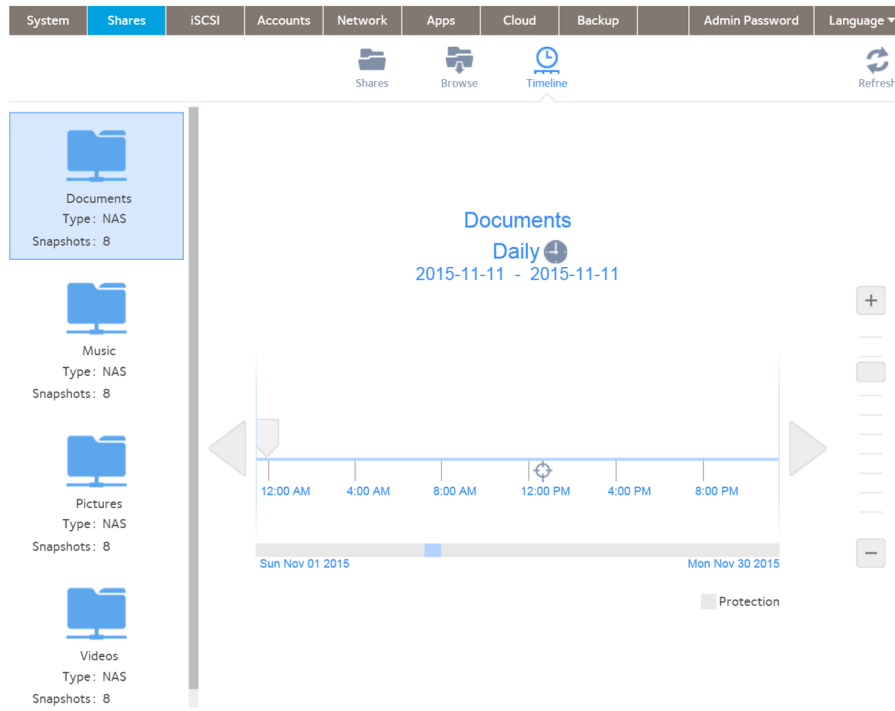 System Shares iSCSI Accounts Network Apps Cloud Backup Admin Password Language
Shares Browse Timeline Refresh
Documents
Type: NAS
Snapshots: 8
Music
Type: NAS
Snapshots: 8
Pictures
Type: NAS
Snapshots: 8
Videos
Type: NAS
Snapshots: 8
Documents
Daily
2015-11-11 - 2015-11-11
+
12:00 AM 4:00 AM 8:00 AM 12:00 PM 4:00 PM 8:00 PM
−
Sun Nov 01 2015 Mon Nov 30 2015
Protection